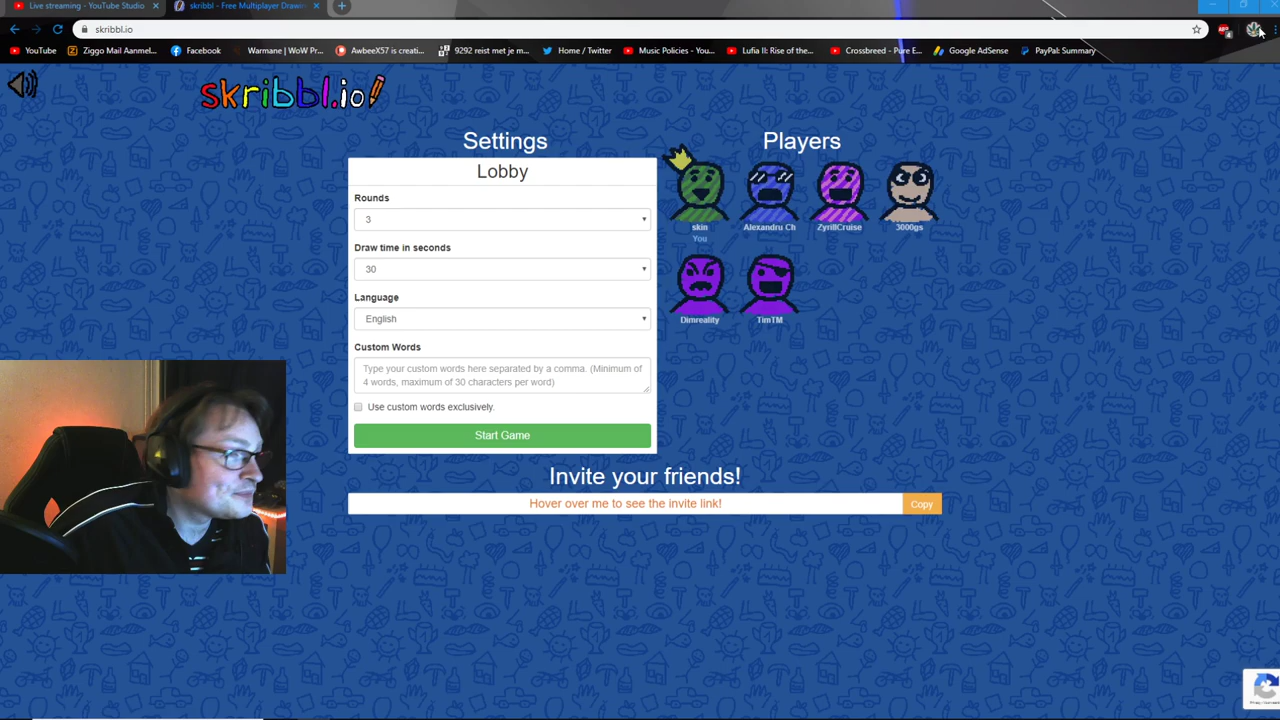 Live streaming - YouTube Studio
skribbl - Free Multiplayer Drawin
skribbl.io
YouTube
Ziggo Mail Aanmel...
Facebook
Warmane | WoW Pr...
AwbeeX57 is creati...
9292 reist met je m...
Home / Twitter
Music Policies - You...
Lufia II: Rise of the...
Crossbreed - Pure E...
Google AdSense
PayPal: Summary
skribbl.io
Settings
Players
Lobby
Rounds
3
Draw time in seconds
30
Language
English
Custom Words
Type your custom words here separated by a comma. (Minimum of
4 words, maximum of 30 characters per word)
Use custom words exclusively.
Start Game
skin
You
Alexandru Ch
ZyrillCruise
3000gs
Dimreality
TimTM
Invite your friends!
Hover over me to see the invite link!
Copy